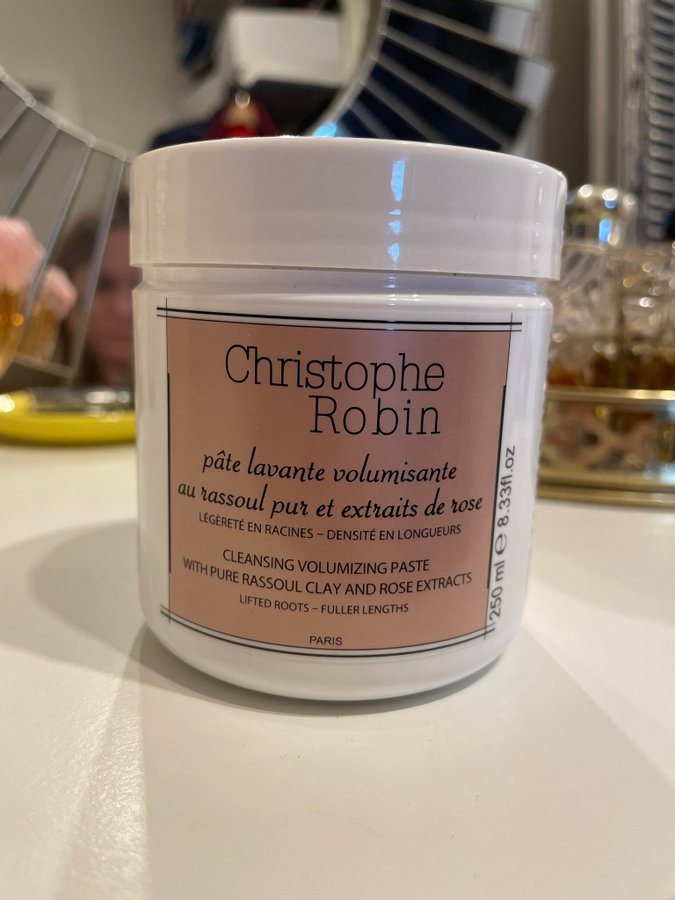 Christophe
Robin
pâte lavante volumisante
au rassoul pur et extraits de rose
LÉGÈRETÉ EN RACINES – DENSITÉ EN LONGUEURS
CLEANSING VOLUMIZING PASTE
WITH PURE RASSOUL CLAY AND ROSE EXTRACTS
LIFTED ROOTS – FULLER LENGTHS
PARIS
250 ml ℮ 8.33fl.oz